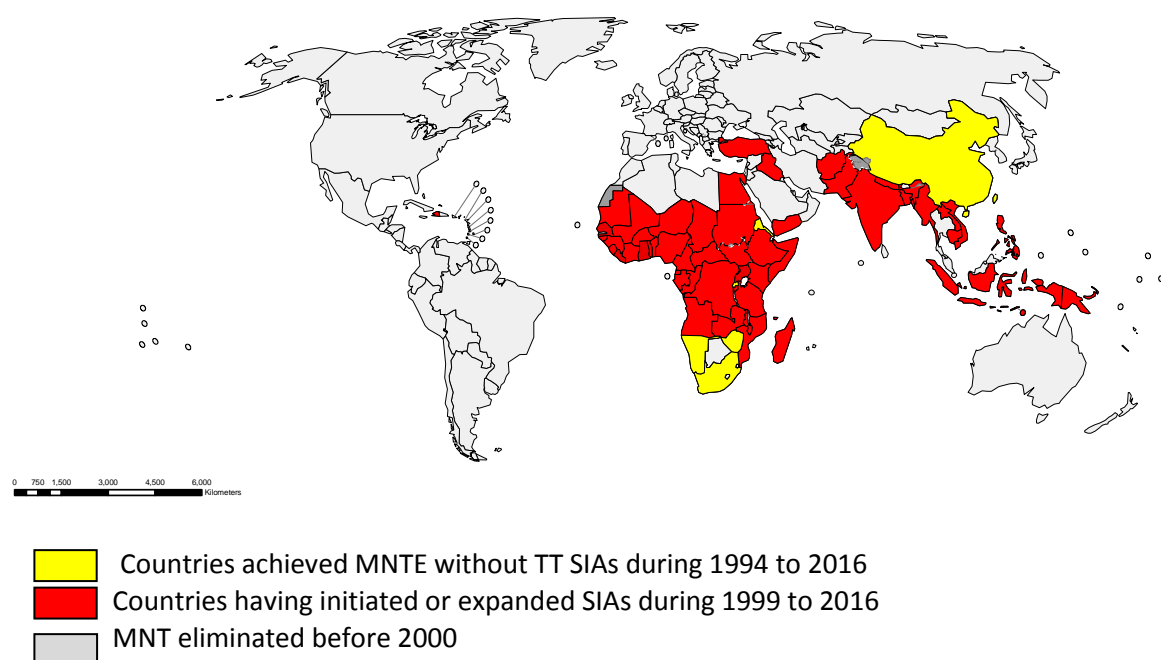 0 750 1,500 3,000 4,500 6,000
Kilometers
Countries achieved MNTE without TT SIAs during 1994 to 2016
Countries having initiated or expanded SIAs during 1999 to 2016
MNT eliminated before 2000